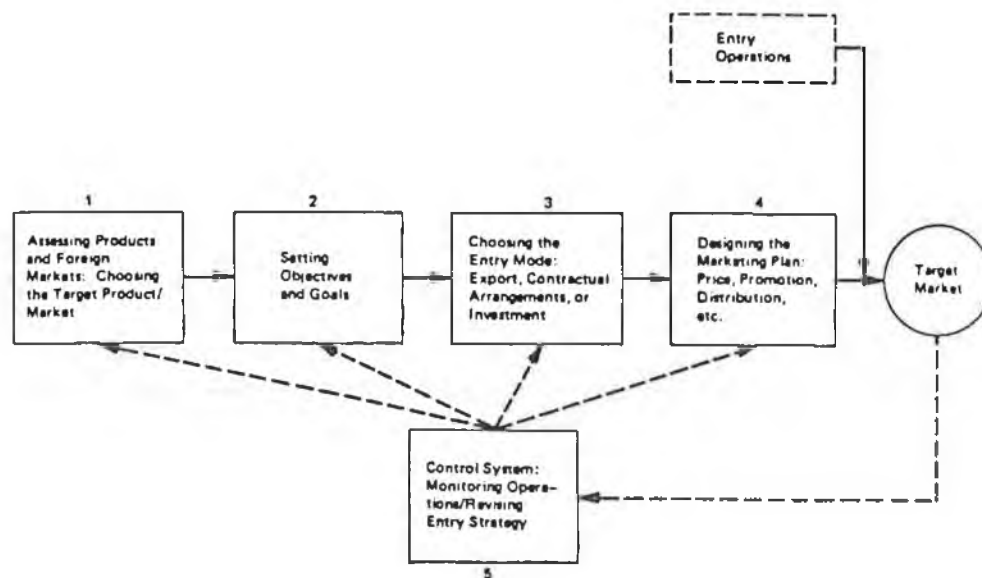 Entry
Operations
1
2
3
4
Assessing Products
and Foreign
Markets: Choosing
the Target Product/
Market
Setting
Objectives
and Goals
Choosing the
Entry Mode:
Export, Contractual
Arrangements, or
Investment
Designing the
Marketing Plan:
Price, Promotion,
Distribution,
etc.
Target
Market
Control System:
Monitoring Opera-
tions/Revising
Entry Strategy
5